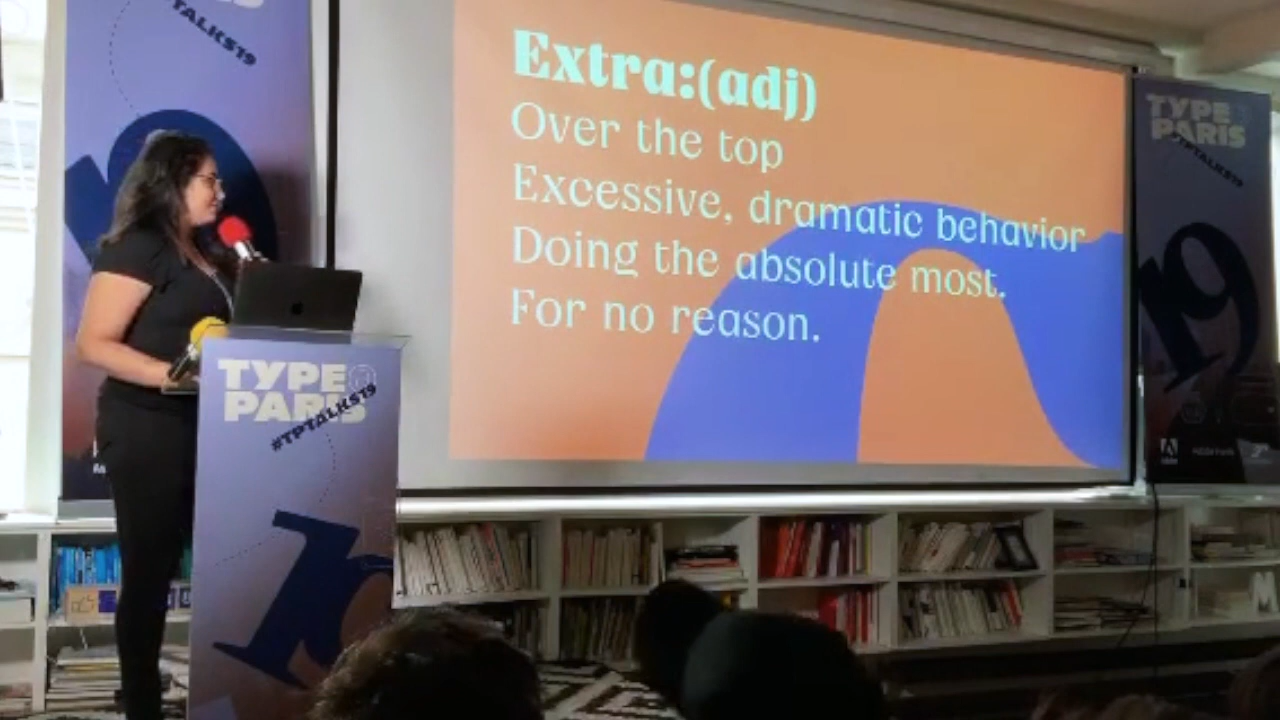 TALKS19
Extra:(adj)
Over the top
Excessive, dramatic behavior
Doing the absolute most.
For no reason.
TYPE@
PARIS
#TPTALKS19
TYPE@
PARIS
#TPTALKS19